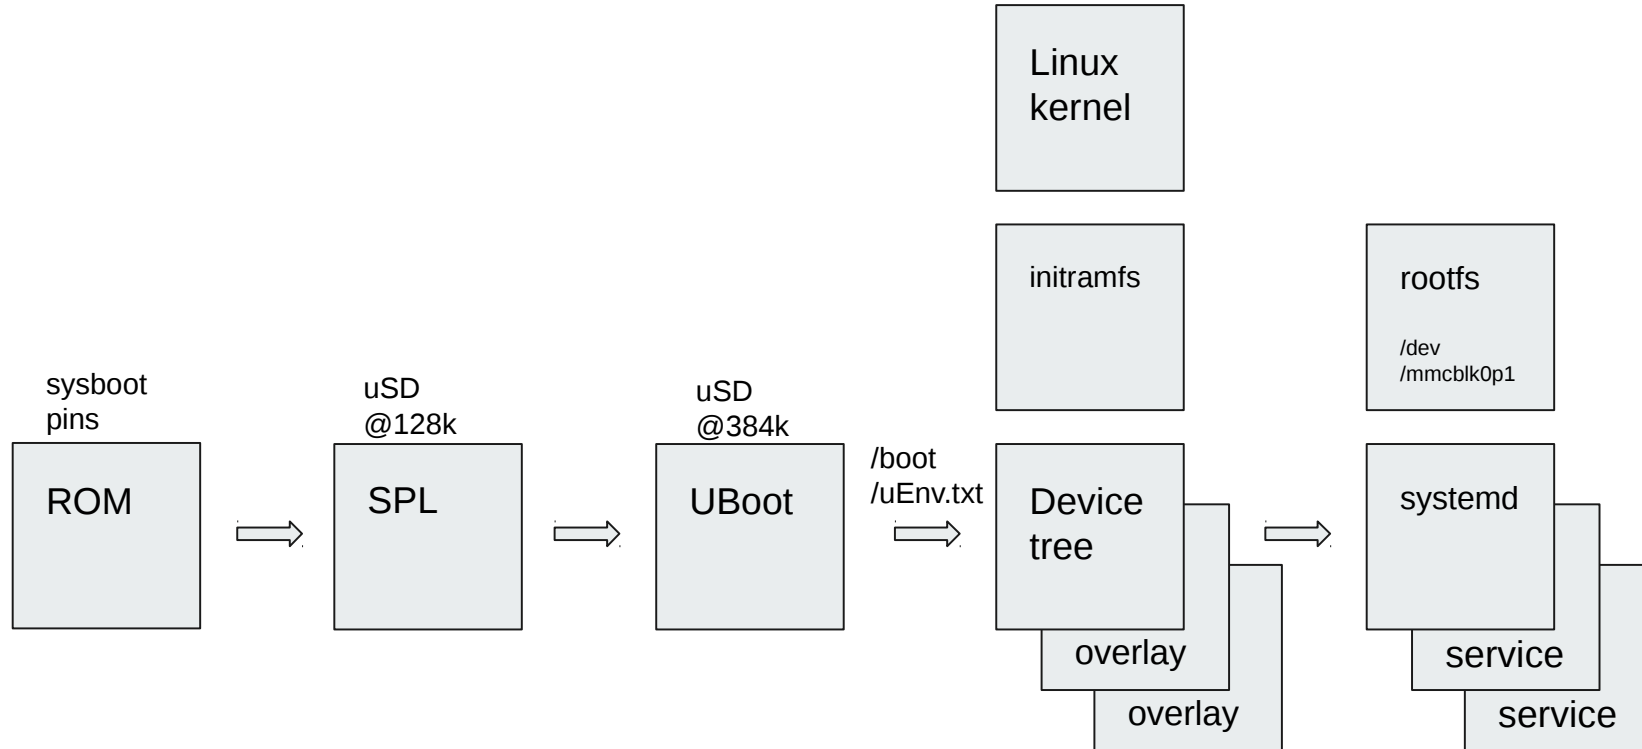 Linux
kernel
initramfs
rootfs
/dev
/mmcblk0p1
sysboot
pins
uSD
@128k
uSD
@384k
/boot
/uEnv.txt
ROM
SPL
UBoot
Device
tree
systemd
overlay
service
overlay
service